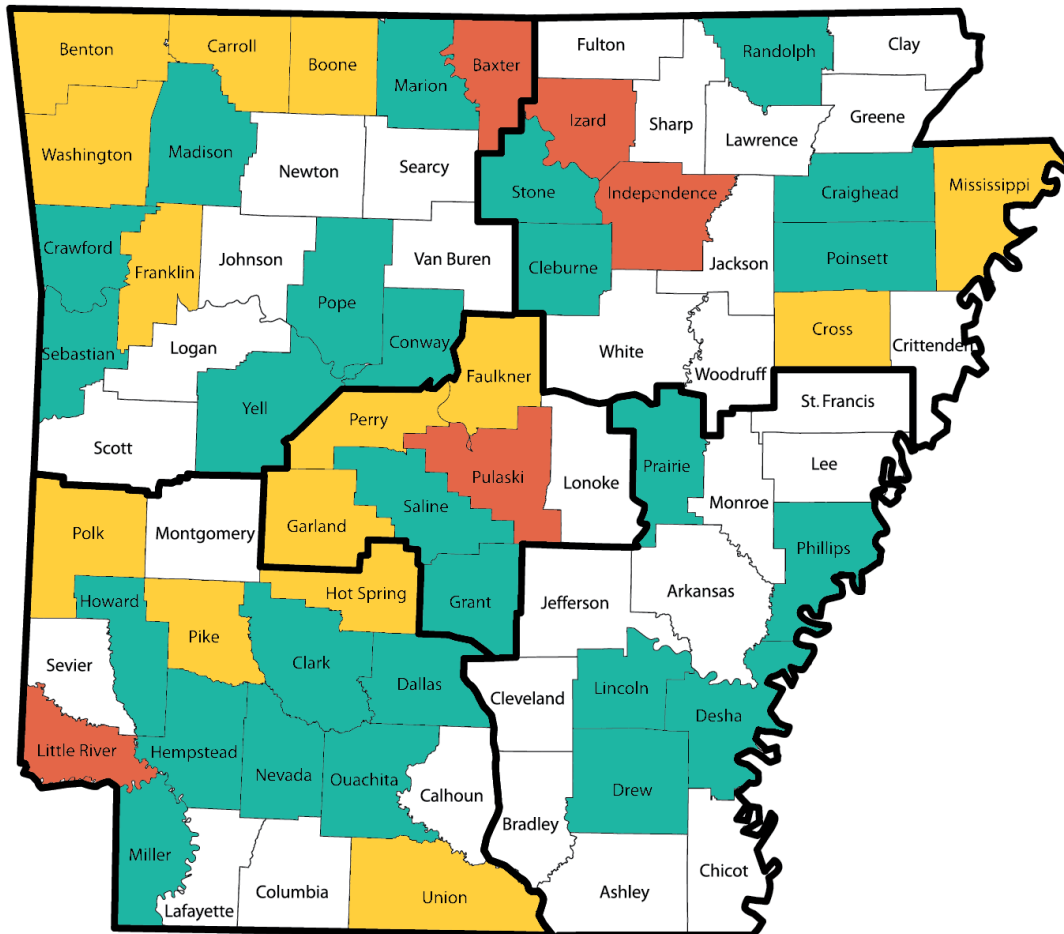 Fulton
Clay
Randolph
Carroll
Benton
Boone
Baxter
Marion
Izard
Sharp
Greene
Lawrence
Washington
Madison
Newton
Searcy
Stone
Independence
Craighead
Mississippi
Crawford
Franklin
Johnson
Van Buren
Cleburne
Jackson
Poinsett
Pope
Cross
Sebastian
Logan
Conway
White
Woodruff
Crittenden
Faulkner
Yell
Perry
St. Francis
Scott
Pulaski
Lonoke
Prairie
Lee
Saline
Monroe
Garland
Polk
Montgomery
Phillips
Howard
Hot Spring
Grant
Jefferson
Arkansas
Pike
Sevier
Clark
Dallas
Cleveland
Lincoln
Desha
Little River
Hempstead
Nevada
Ouachita
Calhoun
Drew
Bradley
Miller
Lafayette
Columbia
Union
Ashley
Chicot